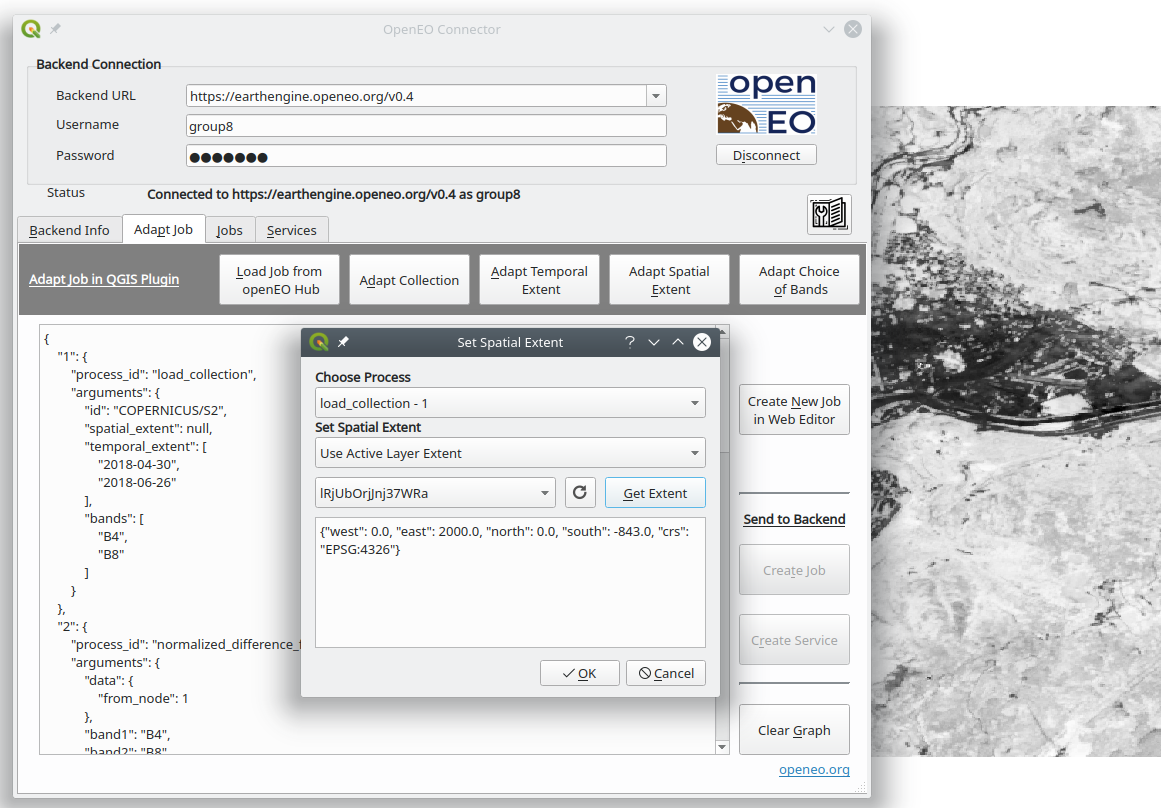 OpenEO Connector
Backend Connection
Backend URL
https://earthengine.openeo.org/v0.4
Username
group8
Password
●●●●●●●
open
EO
Disconnect
Status
Connected to https://earthengine.openeo.org/v0.4 as group8
Backend Info
Adapt Job
Jobs
Services
Adapt Job in QGIS Plugin
Load Job from
openEO Hub
Adapt Collection
Adapt Temporal
Extent
Adapt Spatial
Extent
Adapt Choice
of Bands
{
"1": {
"process_id": "load_collection",
"arguments": {
"id": "COPERNICUS/S2",
"spatial_extent": null,
"temporal_extent": [
"2018-04-30",
"2018-06-26"
],
"bands": [
"B4",
"B8"
]
}
},
"2": {
"process_id": "normalized_difference_
"arguments": {
"data": {
"from_node": 1
},
"band1": "B4",
"band2": "B8"
Set Spatial Extent
?
Choose Process
load_collection - 1
Set Spatial Extent
Use Active Layer Extent
lRjUbOrjJnj37WRa
Get Extent
{"west": 0.0, "east": 2000.0, "north": 0.0, "south": -843.0, "crs":
"EPSG:4326"}
OK
Cancel
Create New Job
in Web Editor
Send to Backend
Create Job
Create Service
Clear Graph
openeo.org